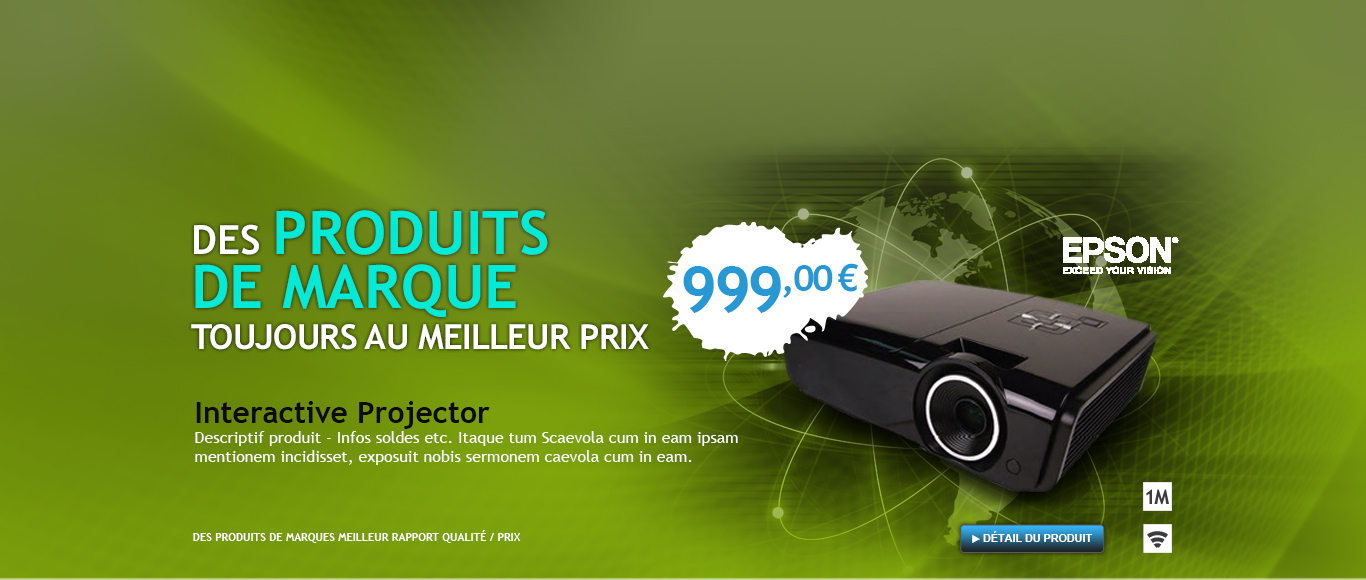 DES PRODUITS
DE MARQUE
TOUJOURS AU MEILLEUR PRIX
999,00 €
EPSON®
EXCEED YOUR VISION
Interactive Projector
Descriptif produit – Infos soldes etc. Itaque tum Scaevola cum in eam ipsam
mentionem incidisset, exposuit nobis sermonem caevola cum in eam.
1M
DES PRODUITS DE MARQUES MEILLEUR RAPPORT QUALITÉ / PRIX
DÉTAIL DU PRODUIT